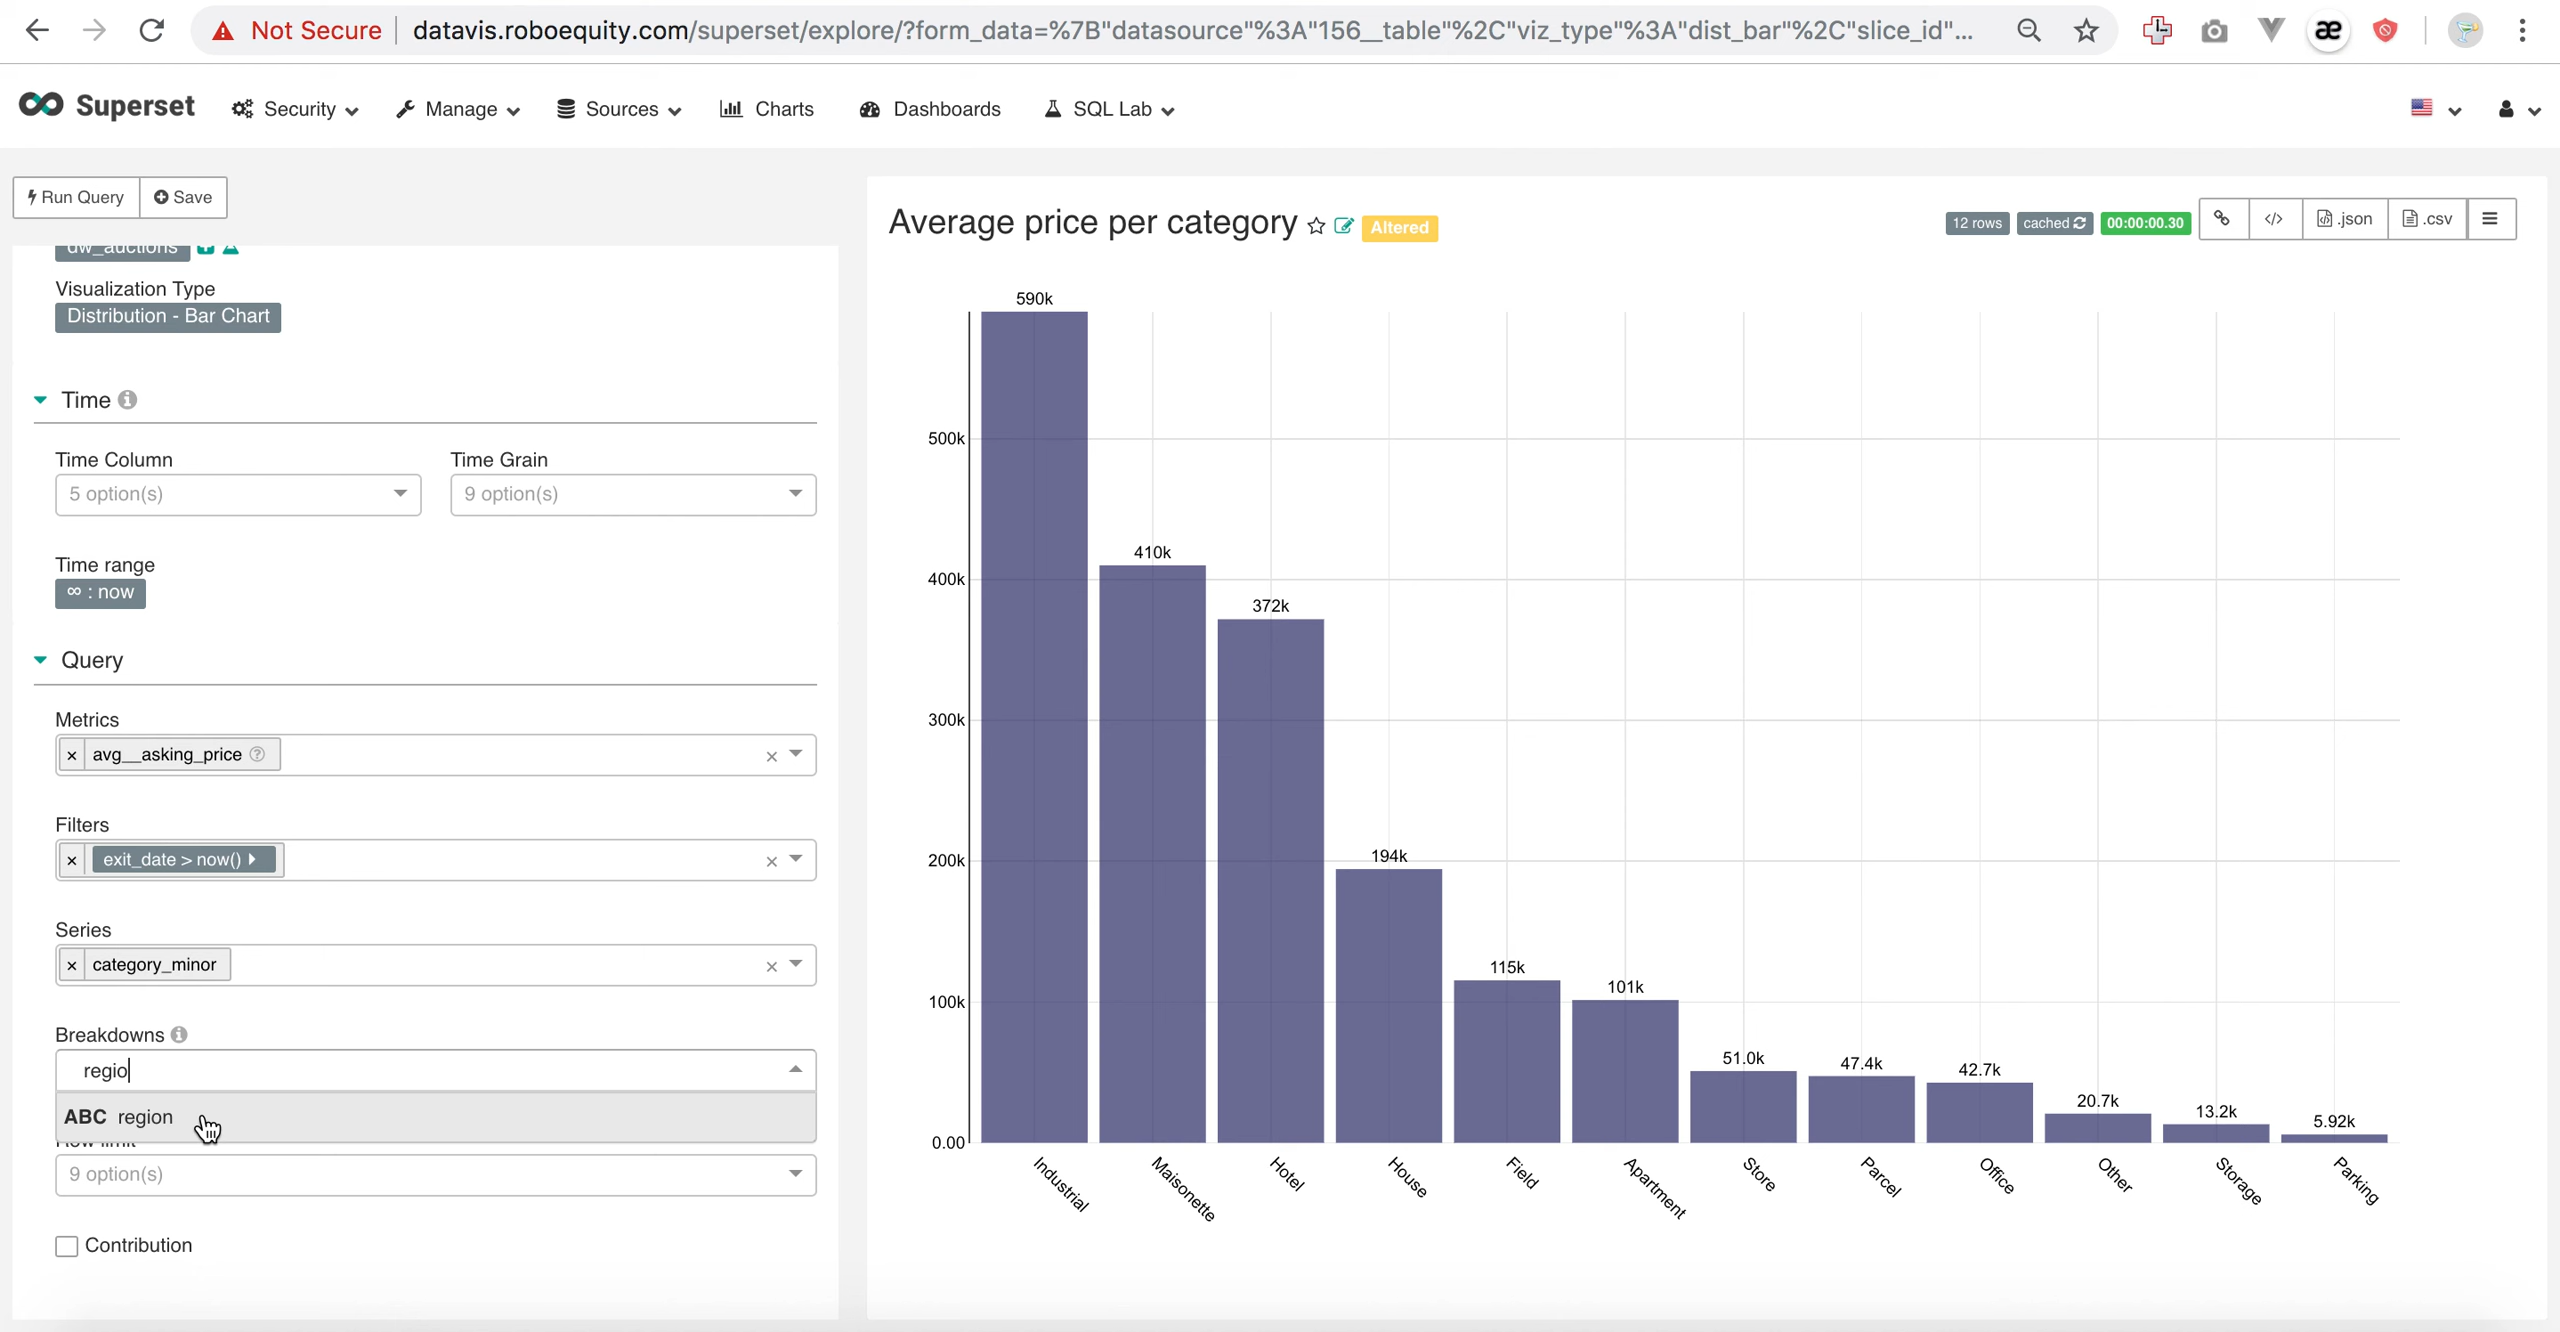 Not Secure datavis.roboequity.com/superset/explore/?form_data=%7B"datasource"%3A"156__table"%2C"viz_type"%3A"dist_bar"%2C"slice_id"...
æ
Superset Security Manage Sources Charts Dashboards SQL Lab
Run Query Save
dw_auctions
Visualization Type
Distribution - Bar Chart
Time
Time Column Time Grain
5 option(s) 9 option(s)
Time range
∞ : now
Query
Metrics
× avg__asking_price ×
Filters
× exit_date > now() ×
Series
× category_minor ×
Breakdowns
regio
ABC region
Row limit
9 option(s)
Contribution
Average price per category Altered
12 rows cached 00:00:00.30 </> .json .csv
590k
410k
372k
194k
115k
101k
51.0k
47.4k
42.7k
20.7k
13.2k
5.92k
500k
400k
300k
200k
100k
0.00
Industrial Maisonette Hotel House Field Apartment Store Parcel Office Other Storage Parking